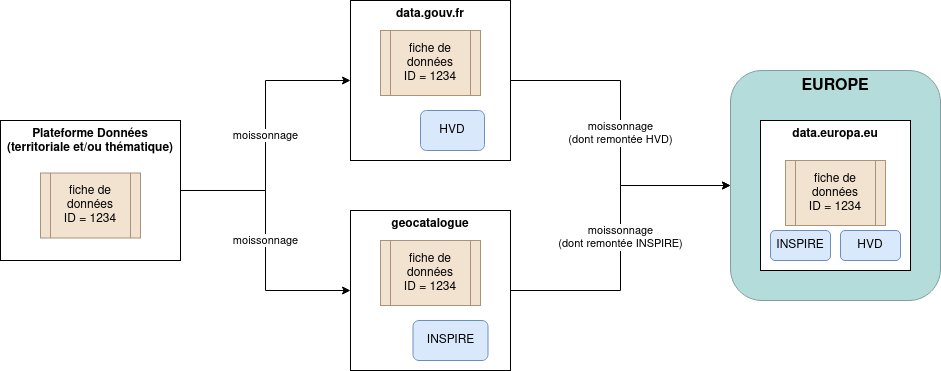 Plateforme Données
(territoriale et/ou thématique)
fiche de
données
ID = 1234
moissonnage
moissonnage
data.gouv.fr
fiche de
données
ID = 1234
HVD
geocatalogue
fiche de
données
ID = 1234
INSPIRE
moissonnage
(dont remontée HVD)
moissonnage
(dont remontée INSPIRE)
EUROPE
data.europa.eu
fiche de
données
ID = 1234
INSPIRE
HVD